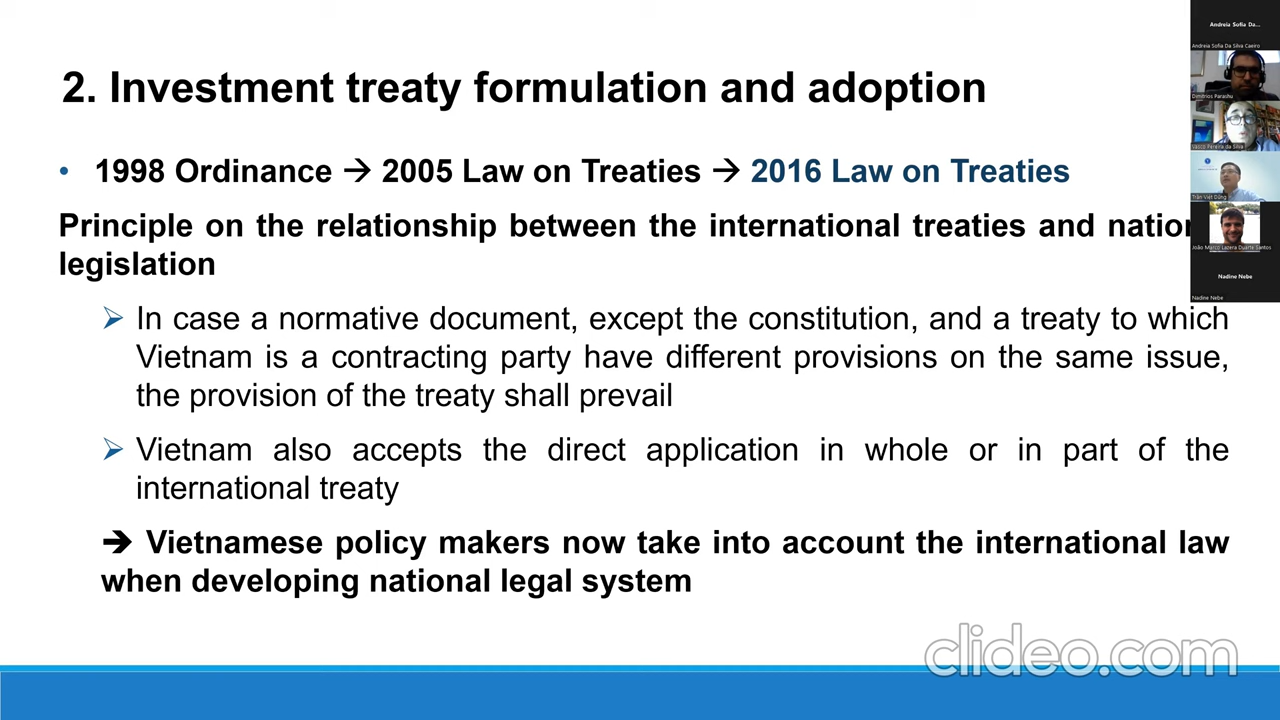 2. Investment treaty formulation and adoption
• 1998 Ordinance → 2005 Law on Treaties → 2016 Law on Treaties
Principle on the relationship between the international treaties and nation
legislation
➢ In case a normative document, except the constitution, and a treaty to which
Vietnam is a contracting party have different provisions on the same issue,
the provision of the treaty shall prevail
➢ Vietnam also accepts the direct application in whole or in part of the
international treaty
➔ Vietnamese policy makers now take into account the international law
when developing national legal system
clideo.com
Andreia Sofia Da...
Andreia Sofia Da Silva Caeiro
Dimitrios Parashu
Vasco Pereira da Silva
Trần Việt Dũng
João Marco Lazera Duarte Santos
Nadine Nebe
Nadine Nebe